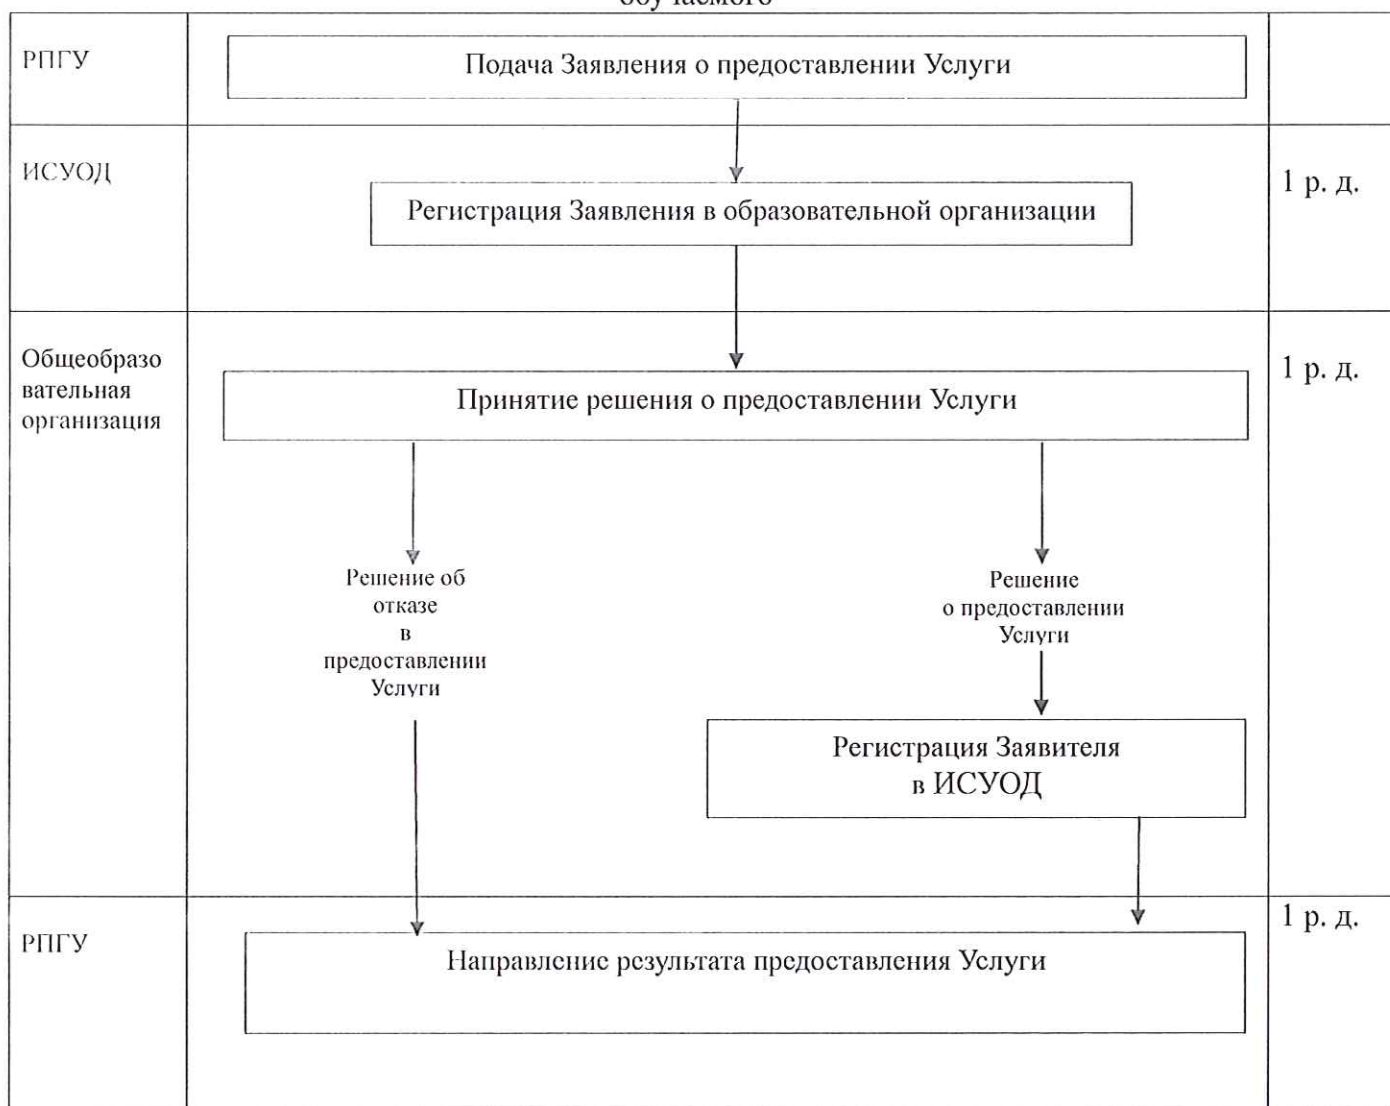 обучаемого
РПГУ
Подача Заявления о предоставлении Услуги
ИСУОД
1 р. д.
Регистрация Заявления в образовательной организации
Общеобразо
вательная
организация
1 р. д.
Принятие решения о предоставлении Услуги
Решение об
отказе
в
предоставлении
Услуги
Решение
о предоставлении
Услуги
Регистрация Заявителя
в ИСУОД
РПГУ
1 р. д.
Направление результата предоставления Услуги